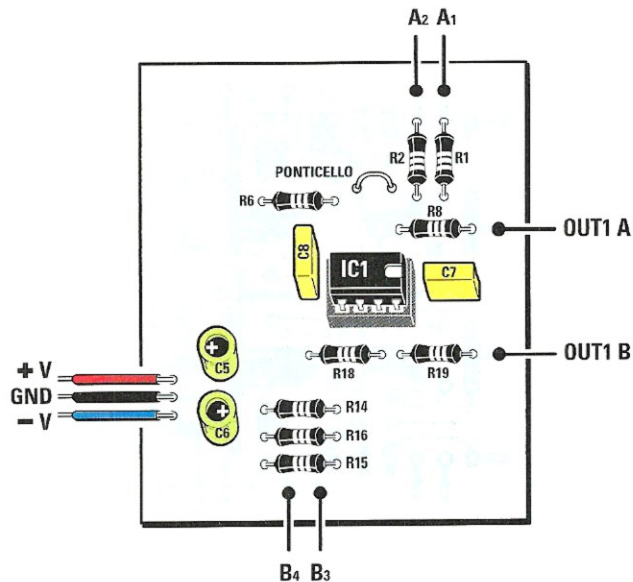 A2 A1
R2 R1
PONTICELLO
R6
R8
OUT1 A
C8
IC1
C7
+ V
GND
− V
+
C5
OUT1 B
R18
R19
+
C6
R14
R16
R15
B4 B3